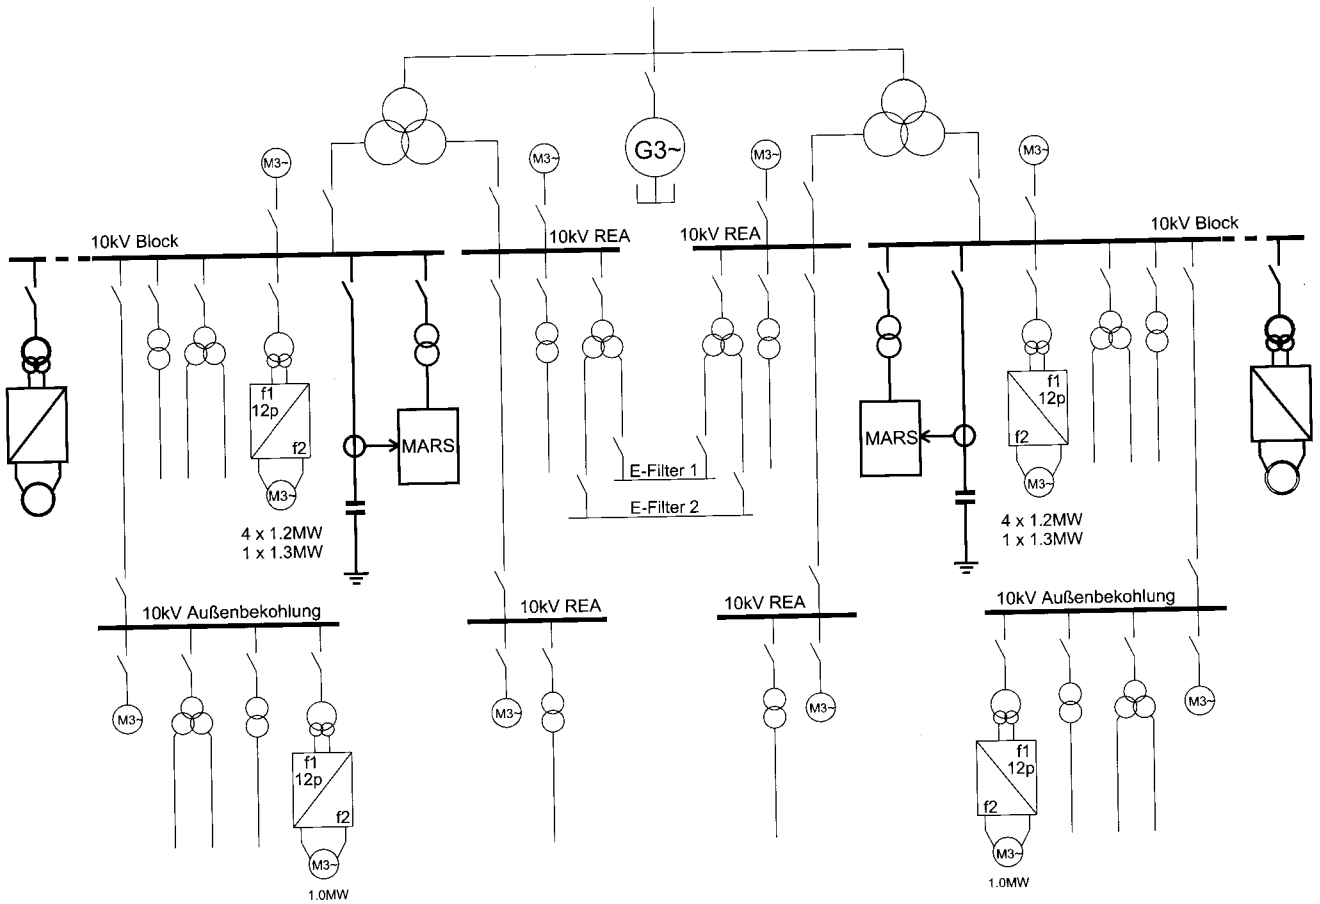 G3~
M3~
M3~
M3~
M3~
10kV Block
10kV REA
10kV REA
10kV Block
f1
12p
f2
M3~
MARS
4 x 1.2MW
1 x 1.3MW
E-Filter 1
E-Filter 2
MARS
f1
12p
f2
M3~
4 x 1.2MW
1 x 1.3MW
10kV Außenbekohlung
10kV REA
10kV REA
10kV Außenbekohlung
M3~
f1
12p
f2
M3~
1.0MW
M3~
M3~
f1
12p
f2
M3~
1.0MW
M3~